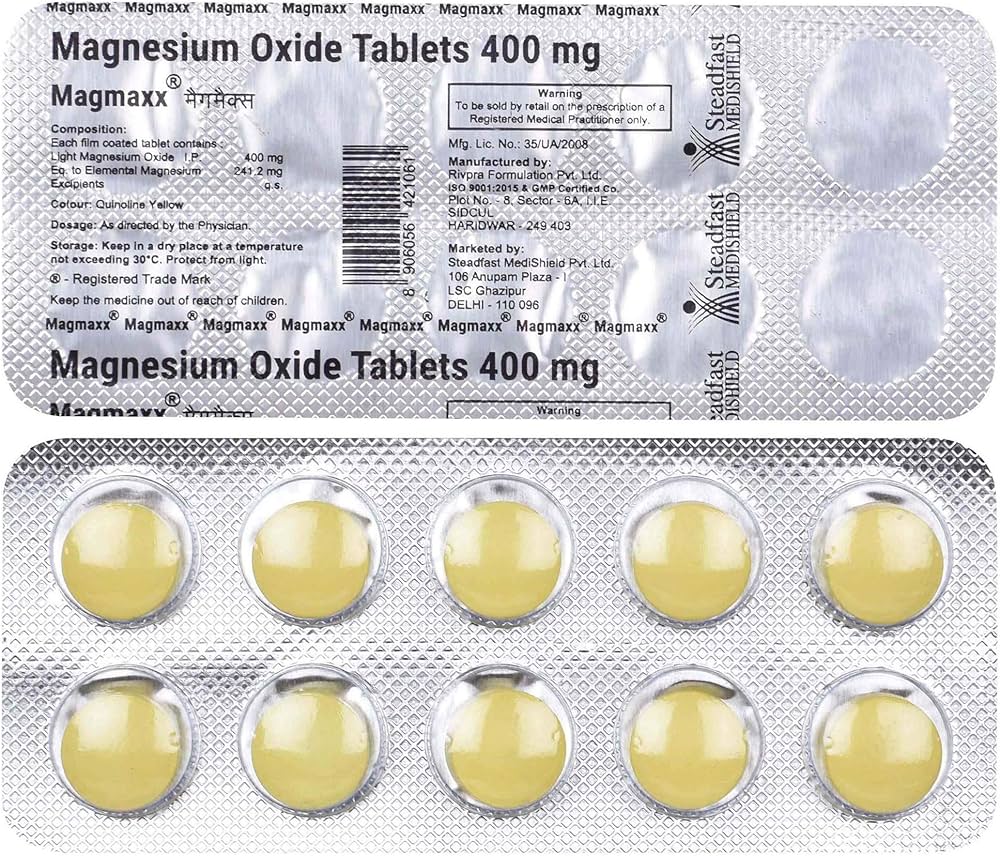 Magmaxx Magmaxx Magmaxx Magmaxx Magmaxx Magmaxx Magmaxx Magmaxx
Magnesium Oxide Tablets 400 mg
Magmaxx® मैगमैक्स
Composition:
Each film coated tablet contains :
Light Magnesium Oxide I.P. 400 mg
Eq. to Elemental Magnesium 241.2 mg
Excipients q.s.
Colour: Quinoline Yellow
Dosage: As directed by the Physician.
Storage: Keep in a dry place at a temperature
not exceeding 30°C. Protect from light.
® - Registered Trade Mark
Keep the medicine out of reach of children.
8 906056 421061
Warning
To be sold by retail on the prescription of a
Registered Medical Practitioner only.
Mfg. Lic. No.: 35/UA/2008
Manufactured by:
Rivpra Formulation Pvt. Ltd.
ISO 9001:2015 & GMP Certified Co.
Plot No. - 8, Sector - 6A, I.I.E.
SIDCUL
HARIDWAR - 249 403
Marketed by:
Steadfast MediShield Pvt. Ltd.
106 Anupam Plaza - I
LSC Ghazipur
DELHI - 110 096
Steadfast
MEDISHIELD
Steadfast
MEDISHIELD
Magmaxx® Magmaxx® Magmaxx® Magmaxx® Magmaxx® Magmaxx® Magmaxx® Magmaxx®
Magnesium Oxide Tablets 400 mg
eadfast
DISHIELD
Magmaxx® मैगमैक्स
Warning